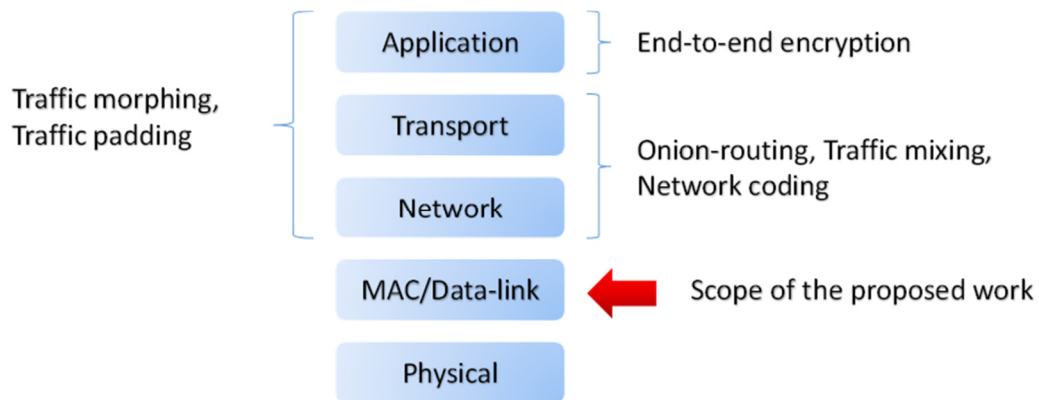 Application
End-to-end encryption
Traffic morphing,
Traffic padding
Transport
Onion-routing, Traffic mixing,
Network coding
Network
MAC/Data-link
Scope of the proposed work
Physical